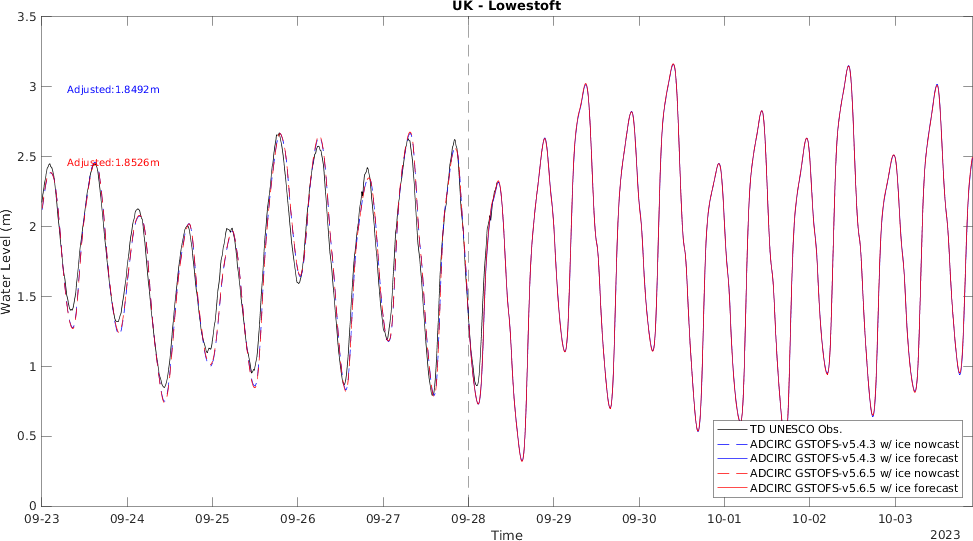 UK - Lowestoft
3.5
3
2.5
2
1.5
1
0.5
0
Water Level (m)
Adjusted:1.8492m
Adjusted:1.8526m
TD UNESCO Obs.
ADCIRC GSTOFS-v5.4.3 w/ ice nowcast
ADCIRC GSTOFS-v5.4.3 w/ ice forecast
ADCIRC GSTOFS-v5.6.5 w/ ice nowcast
ADCIRC GSTOFS-v5.6.5 w/ ice forecast
09-23 09-24 09-25 09-26 09-27 09-28 09-29 09-30 10-01 10-02 10-03
Time
2023